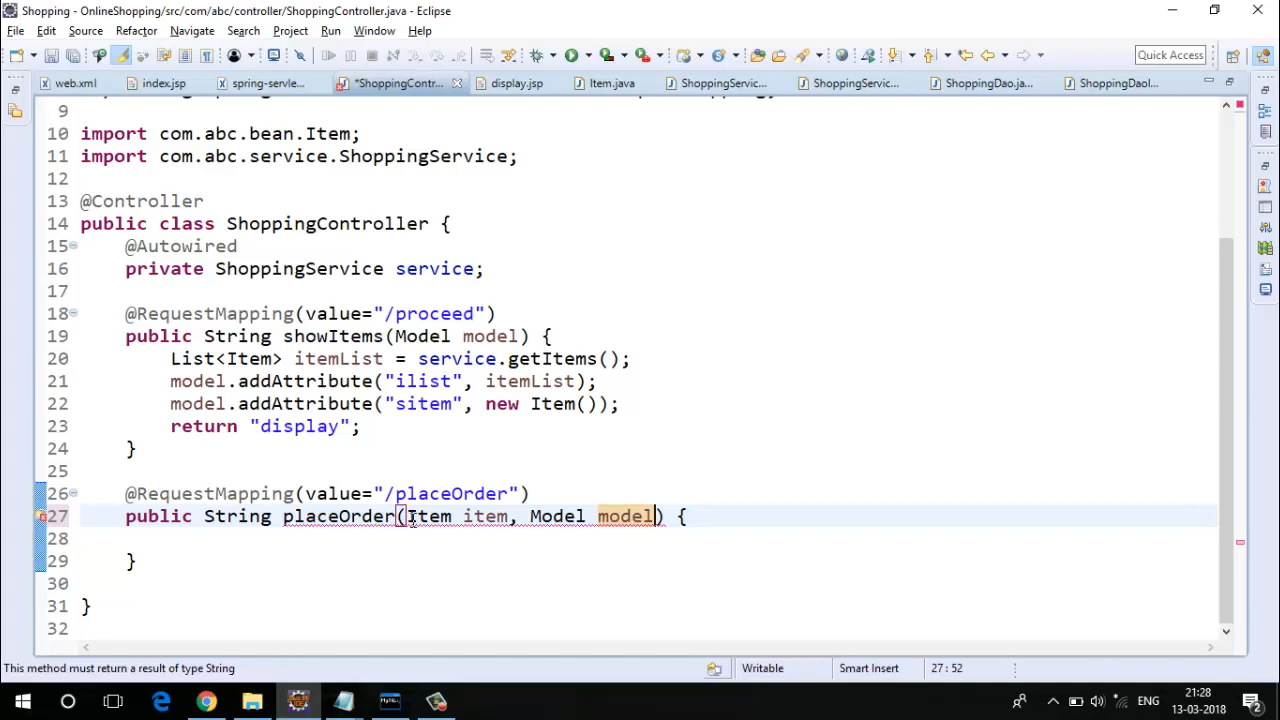 Shopping - OnlineShopping/src/com/abc/controller/ShoppingController.java - Eclipse
File Edit Source Refactor Navigate Search Project Run Window Help
Quick Access
web.xml index.jsp spring-servle... *ShoppingContr... display.jsp Item.java ShoppingServic... ShoppingServic... ShoppingDao.ja... ShoppingDaoI...
9
10 import com.abc.bean.Item;
11 import com.abc.service.ShoppingService;
12
13 @Controller
14 public class ShoppingController {
15 @Autowired
16 private ShoppingService service;
17
18 @RequestMapping(value="/proceed")
19 public String showItems(Model model) {
20 List<Item> itemList = service.getItems();
21 model.addAttribute("ilist", itemList);
22 model.addAttribute("sitem", new Item());
23 return "display";
24 }
25
26 @RequestMapping(value="/placeOrder")
27 public String placeOrder(Item item, Model model) {
28
29 }
30
31 }
32
This method must return a result of type String Writable Smart Insert 27 : 52
ENG 21:28
13-03-2018 2